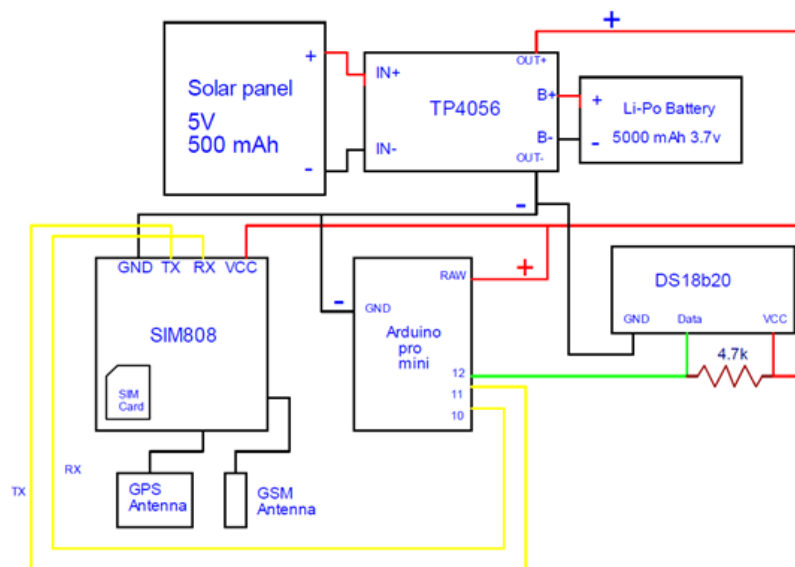 +
OUT+
Solar panel
5V
500 mAh
+
-
IN+
IN-
TP4056
B+
B-
OUT-
+
-
Li-Po Battery
5000 mAh 3.7v
-
GND TX RX VCC
SIM808
SIM
Card
-
+
RAW
GND
Arduino
pro
mini
12
11
10
DS18b20
GND Data VCC
4.7k
TX
RX
GPS
Antenna
GSM
Antenna